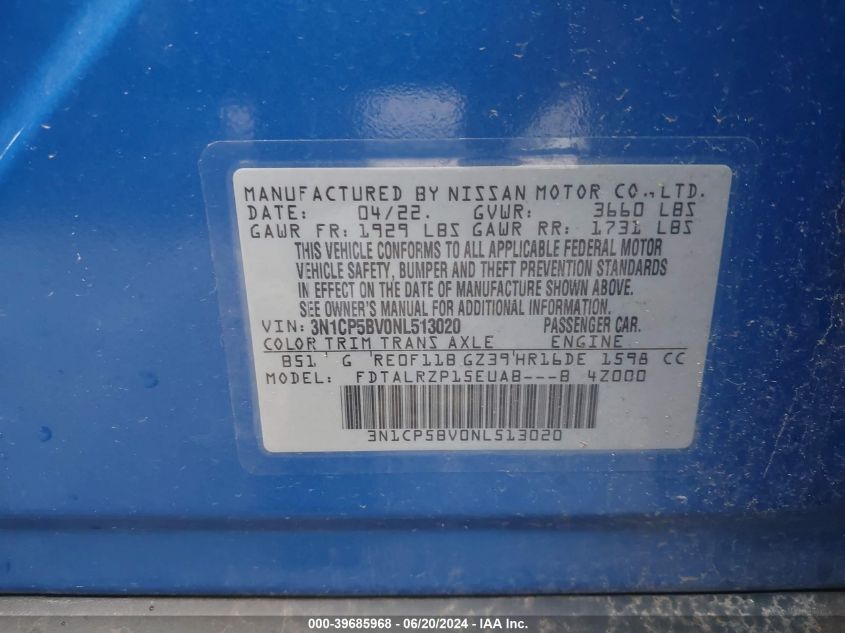 MANUFACTURED BY NISSAN MOTOR CO., LTD.
DATE: 04/22. GVWR: 3660 LBS
GAWR FR: 1929 LBS GAWR RR: 1731 LBS
THIS VEHICLE CONFORMS TO ALL APPLICABLE FEDERAL MOTOR
VEHICLE SAFETY, BUMPER AND THEFT PREVENTION STANDARDS
IN EFFECT ON THE DATE OF MANUFACTURE SHOWN ABOVE.
SEE OWNER'S MANUAL FOR ADDITIONAL INFORMATION.
VIN: 3N1CP5BV0NL513020 PASSENGER CAR.
COLOR TRIM TRANS AXLE ENGINE
B51 G RE0F11B GZ39 HR16DE 1598 CC
MODEL: FDTALRZP15EUAB---B 4Z000
3N1CP5BV0NL513020
000-39685968 - 06/20/2024 - IAA Inc.